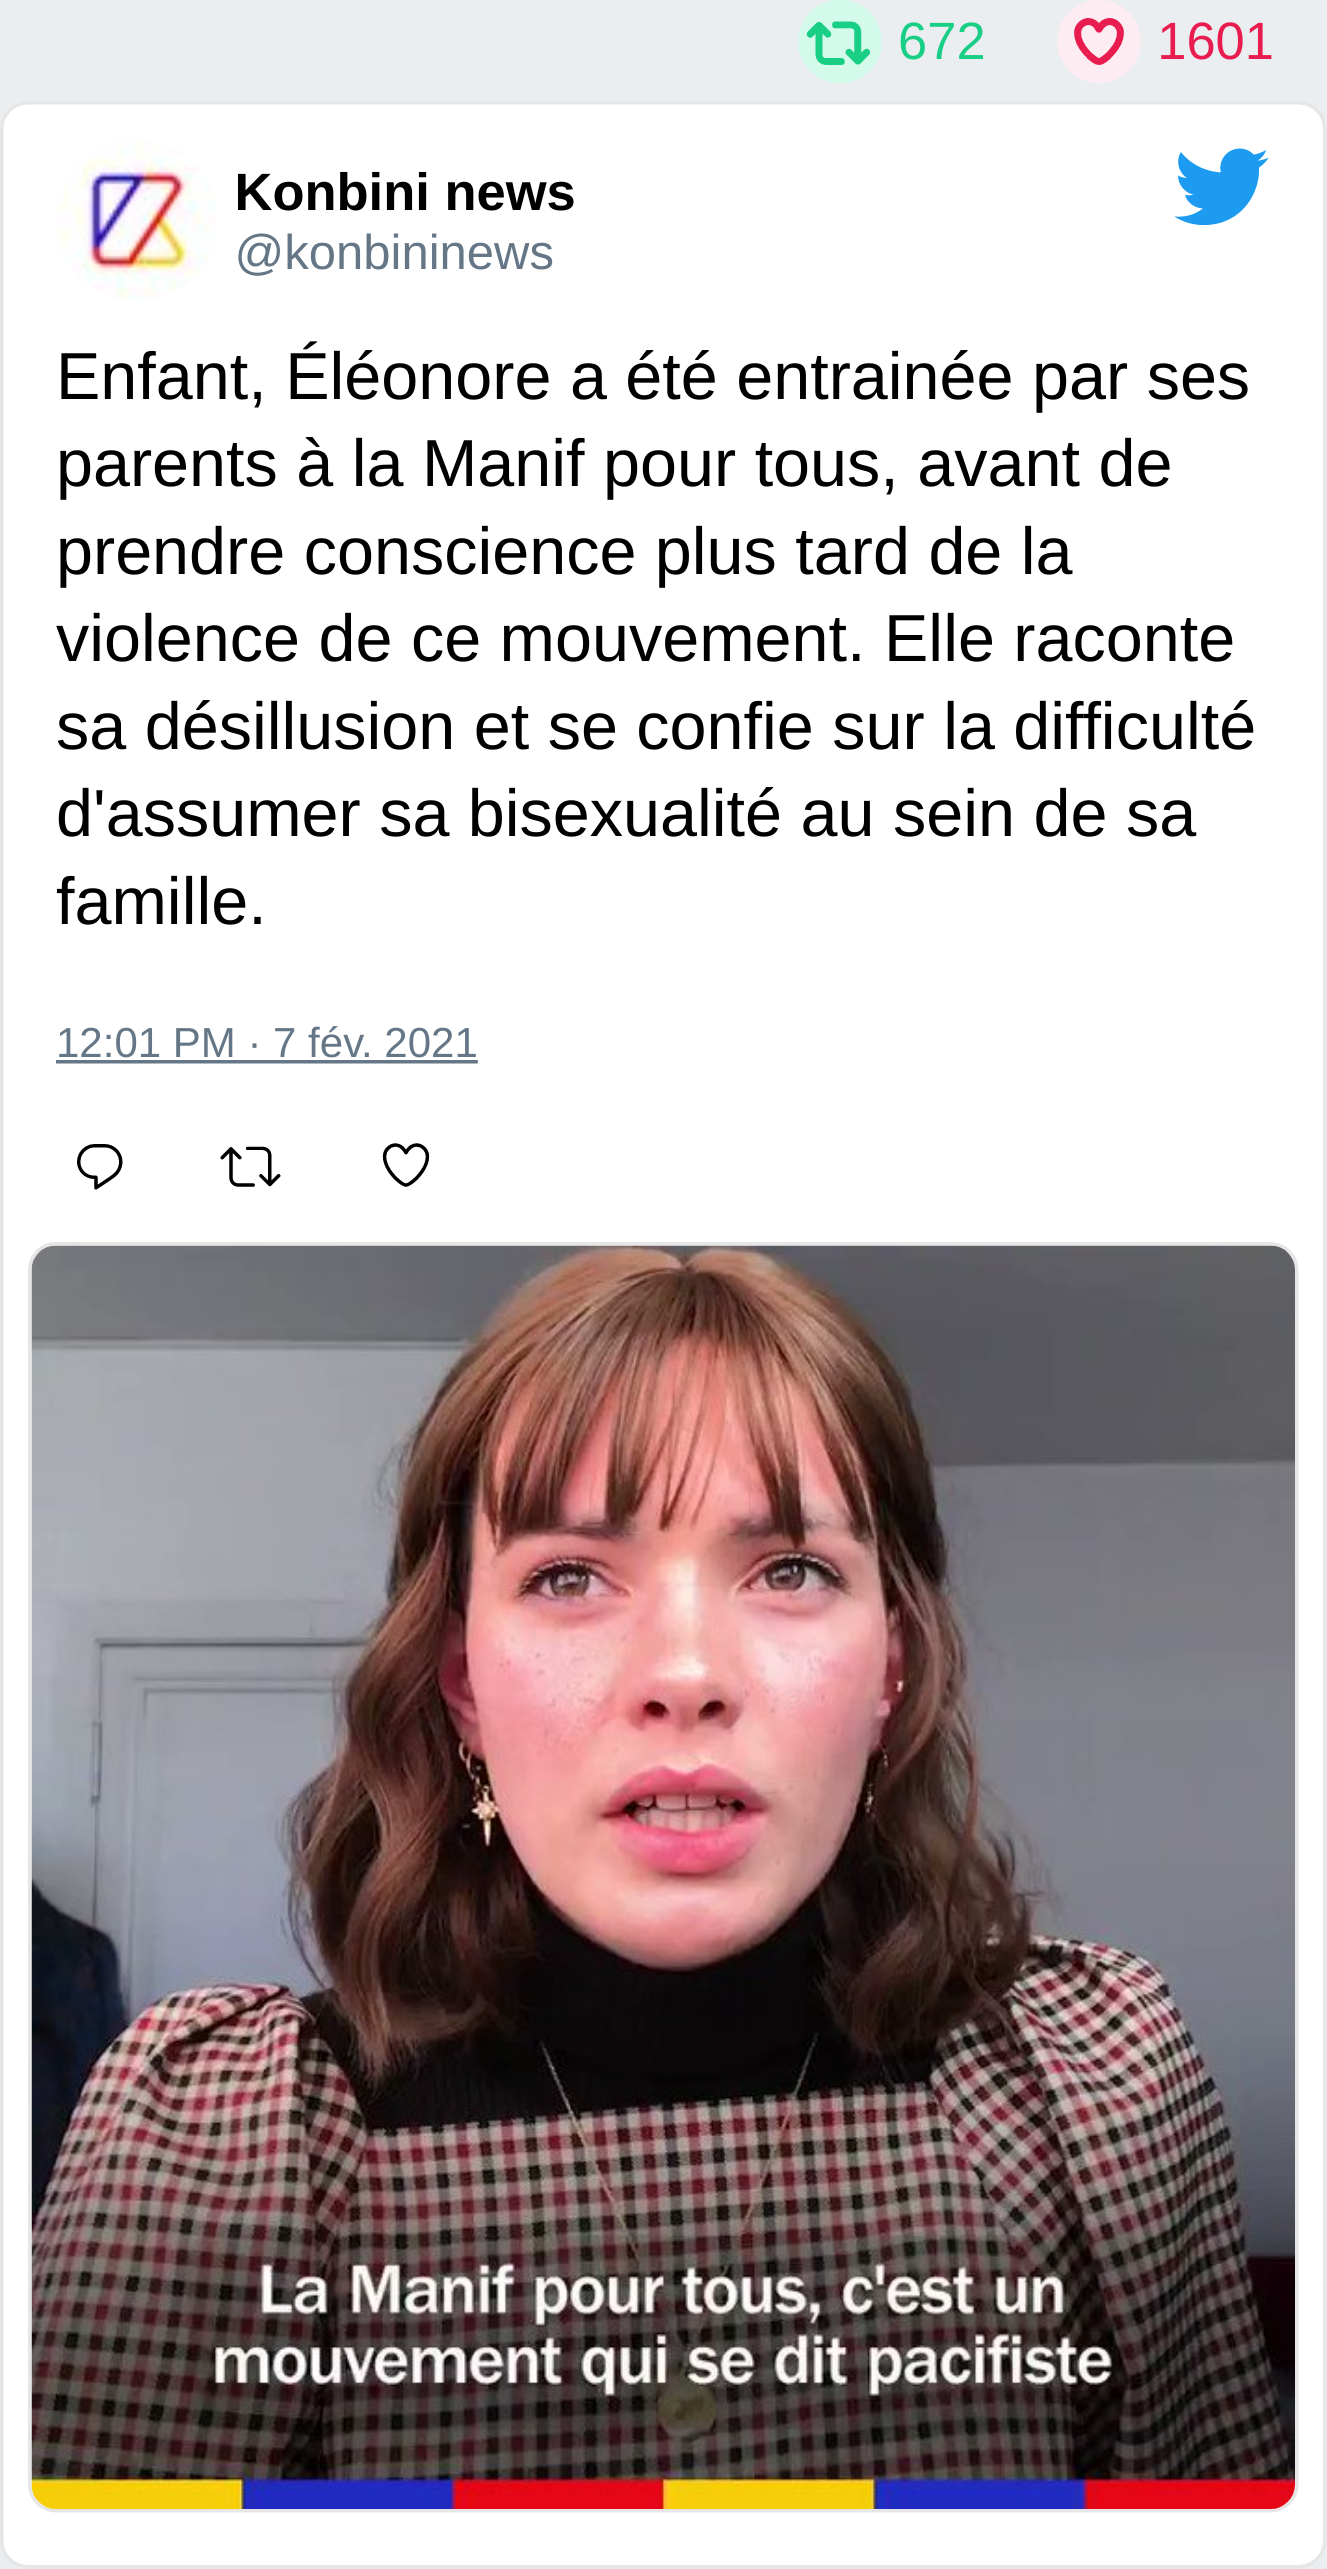 672 1601
Konbini news
@konbininews
Enfant, Éléonore a été entrainée par ses
parents à la Manif pour tous, avant de
prendre conscience plus tard de la
violence de ce mouvement. Elle raconte
sa désillusion et se confie sur la difficulté
d'assumer sa bisexualité au sein de sa
famille.
12:01 PM · 7 fév. 2021
La Manif pour tous, c'est un
mouvement qui se dit pacifiste